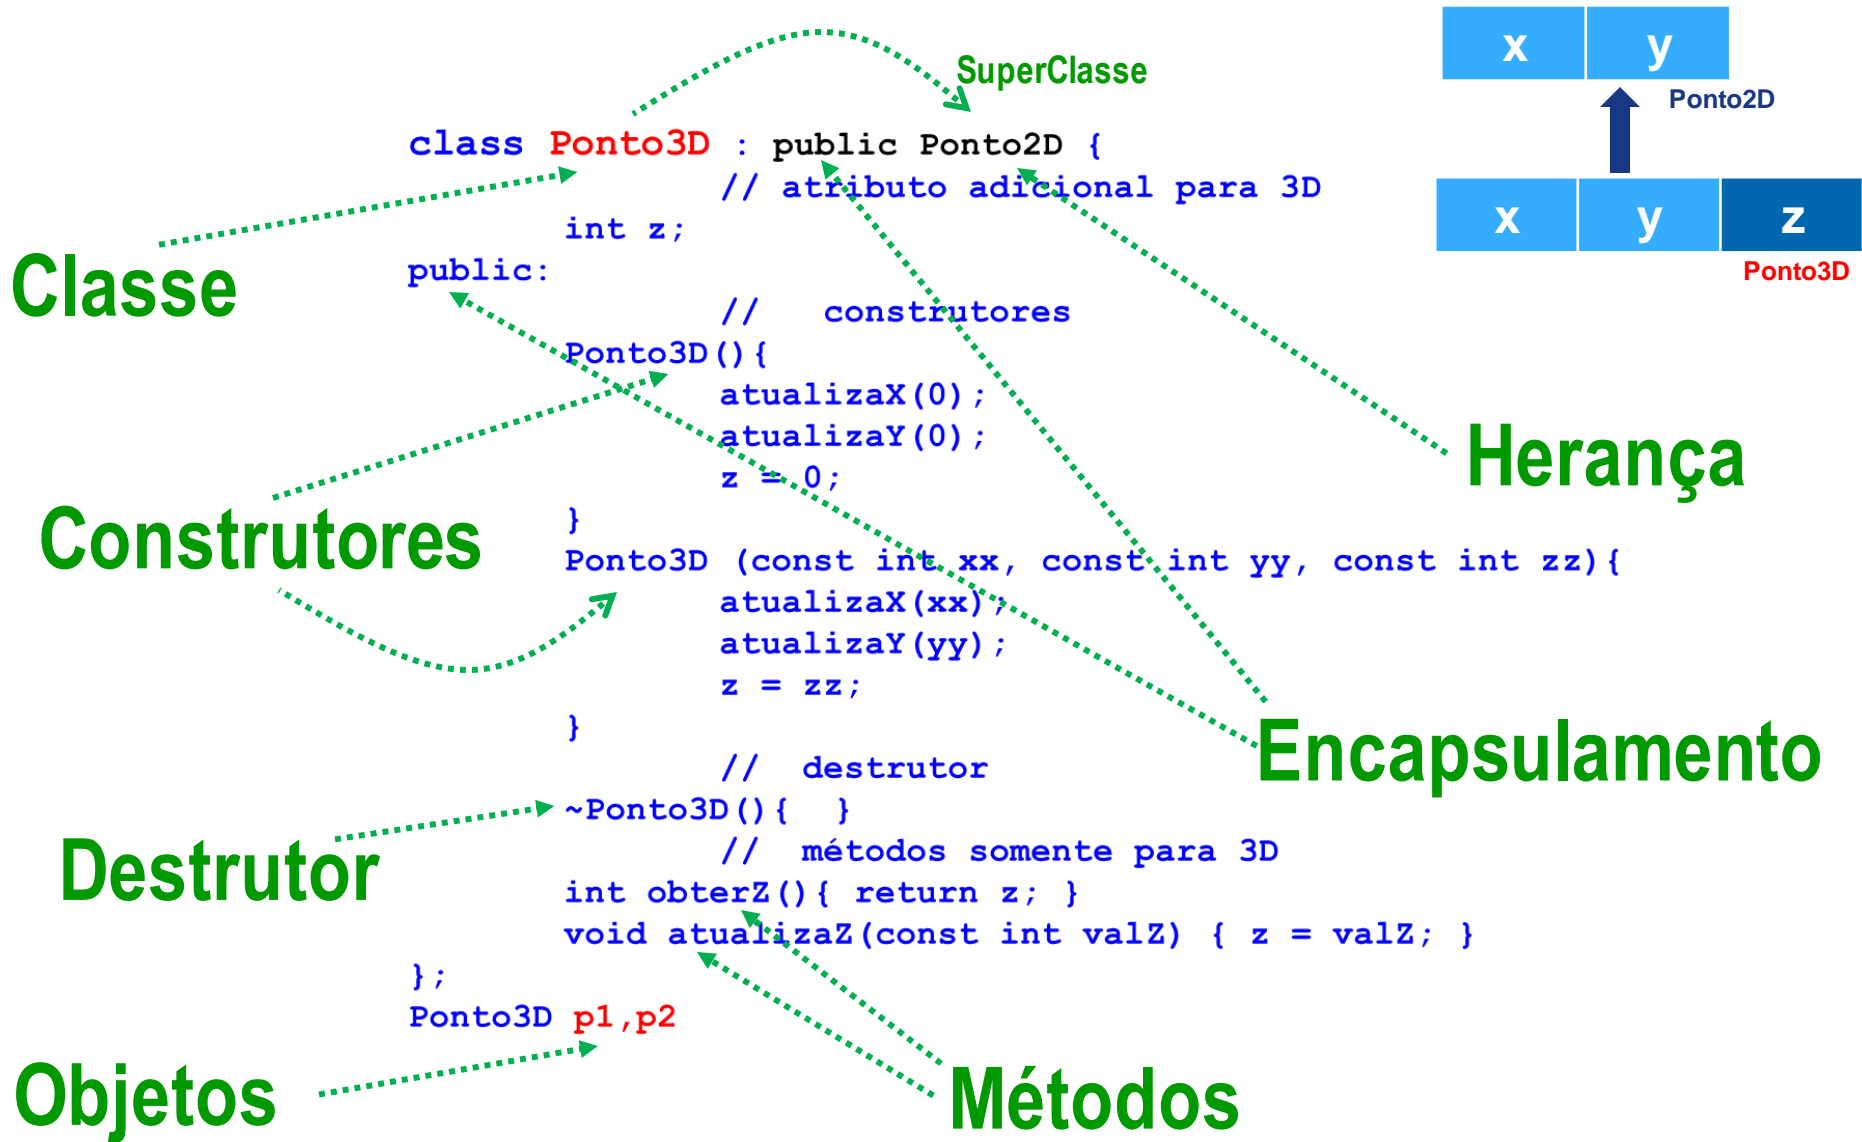 x y
SuperClasse
Ponto2D
class Ponto3D : public Ponto2D {
// atributo adicional para 3D
x y z
int z;
Classe
public:
Ponto3D
// construtores
Ponto3D(){
atualizaX(0);
atualizaY(0);
Herança
z = 0;
Construtores
}
Ponto3D (const int xx, const int yy, const int zz){
atualizaX(xx);
atualizaY(yy);
z = zz;
}
Encapsulamento
// destrutor
~Ponto3D(){ }
Destrutor
// métodos somente para 3D
int obterZ(){ return z; }
void atualizaZ(const int valZ) { z = valZ; }
};
Ponto3D p1,p2
Objetos
Métodos